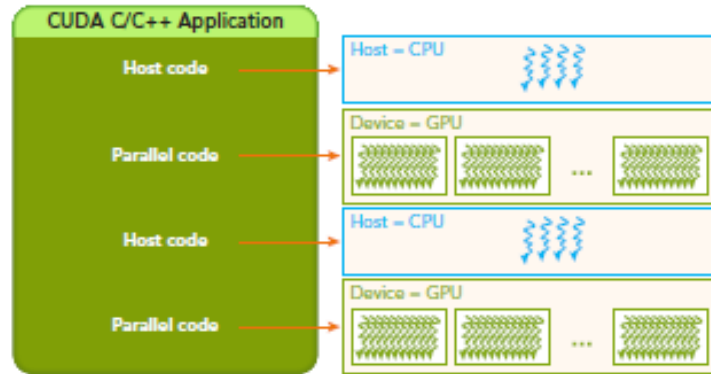 CUDA C/C++ Application
Host code
Host = CPU
Parallel code
Device = GPU
...
Host code
Host = CPU
Parallel code
Device = GPU
...